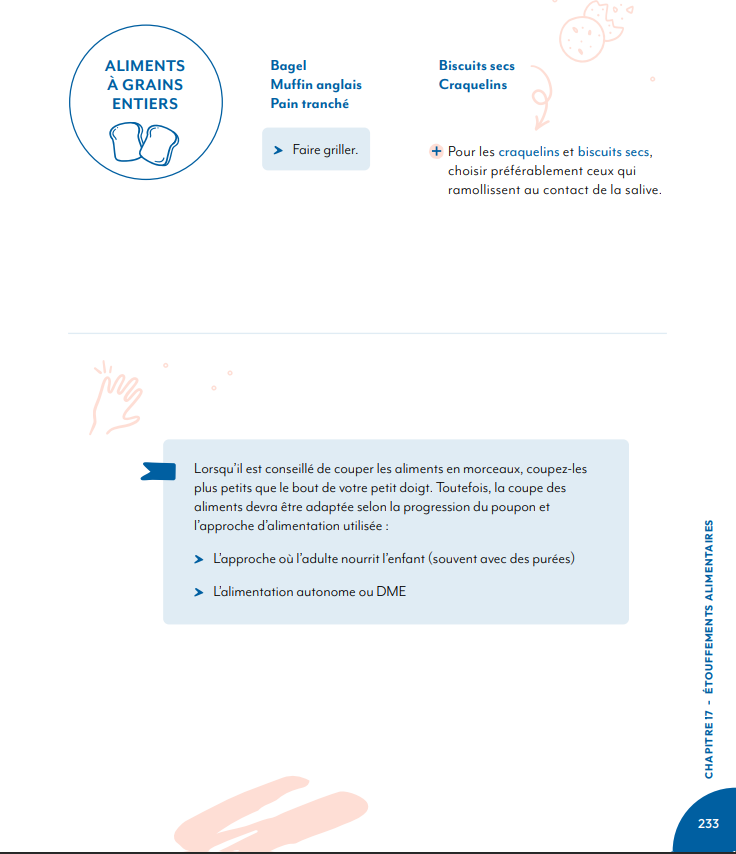 ALIMENTS
À GRAINS
ENTIERS
Bagel
Muffin anglais
Pain tranché
➤ Faire griller.
Biscuits secs
Craquelins
+ Pour les craquelins et biscuits secs,
choisir préférablement ceux qui
ramollissent au contact de la salive.
Lorsqu’il est conseillé de couper les aliments en morceaux, coupez-les
plus petits que le bout de votre petit doigt. Toutefois, la coupe des
aliments devra être adaptée selon la progression du poupon et
l’approche d’alimentation utilisée :
➤ L’approche où l’adulte nourrit l’enfant (souvent avec des purées)
➤ L’alimentation autonome ou DME
CHAPITRE 17 - ÉTOUFFEMENTS ALIMENTAIRES
233